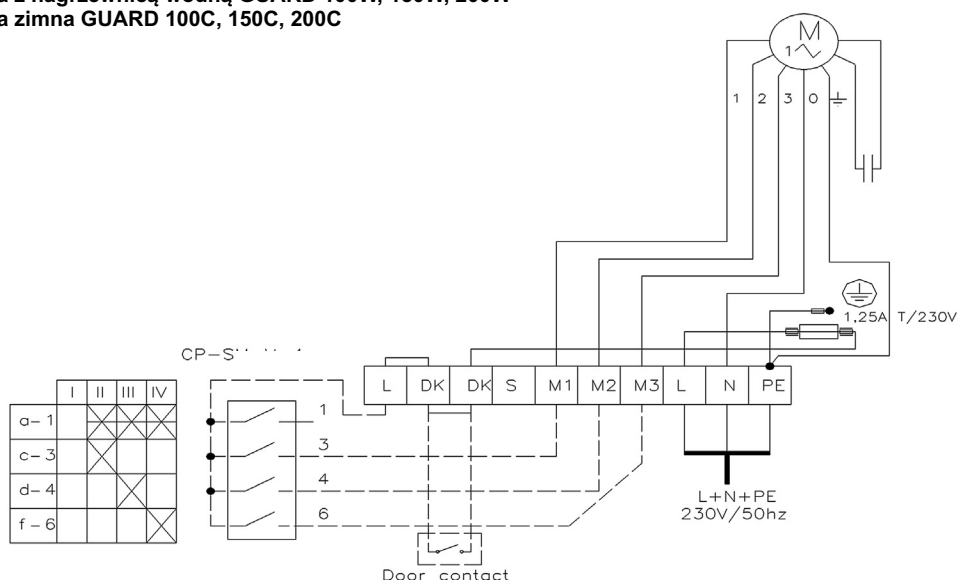 a zimna GUARD 100C, 150C, 200C
M
1
1 2 3 0
1,25A T/230V
L DK DK S M1 M2 M3 L N PE
I II III IV
a-1
c-3
d-4
f-6
1
3
4
6
L+N+PE
230V/50hz
Door contact